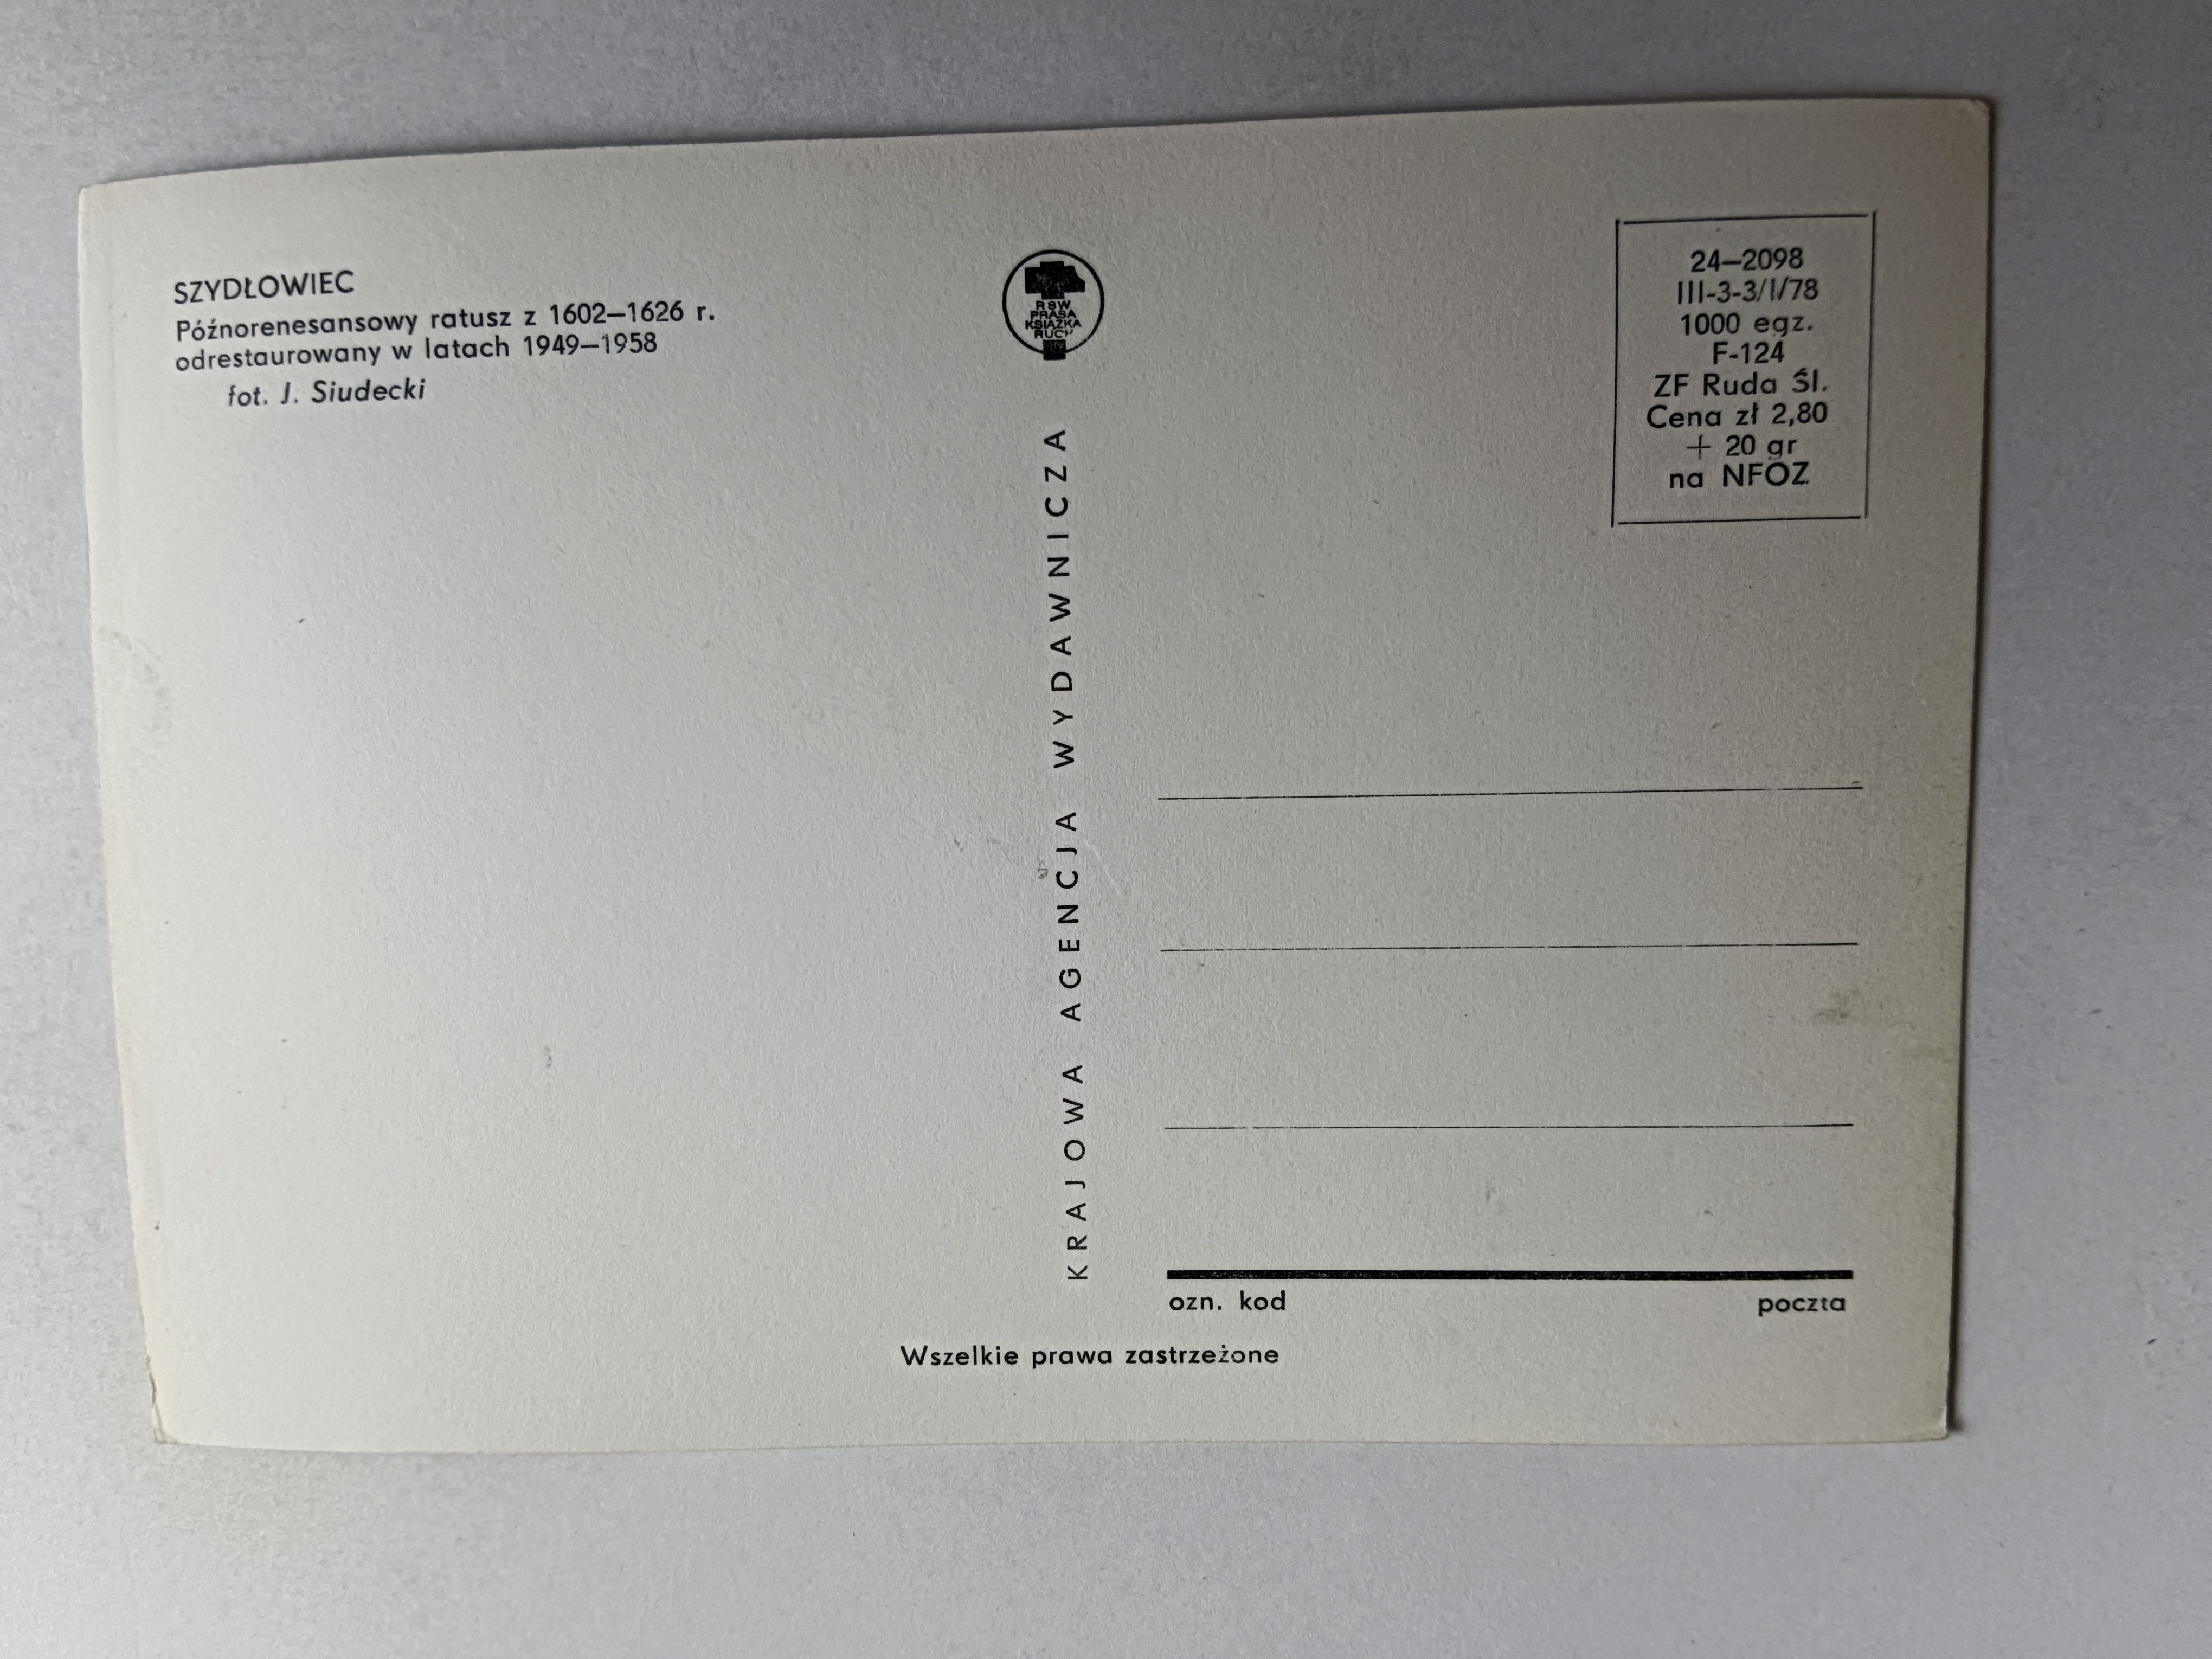 SZYDŁOWIEC
Późnorenesansowy ratusz z 1602—1626 r.
odrestaurowany w latach 1949—1958
fot. J. Siudecki
RSW
PRASA
KSIĄŻKA
RUCH
KRAJOWA AGENCJA WYDAWNICZA
24—2098
III-3-3/I/78
1000 egz.
F-124
ZF Ruda Śl.
Cena zł 2,80
+ 20 gr
na NFOZ
ozn. kod poczta
Wszelkie prawa zastrzeżone